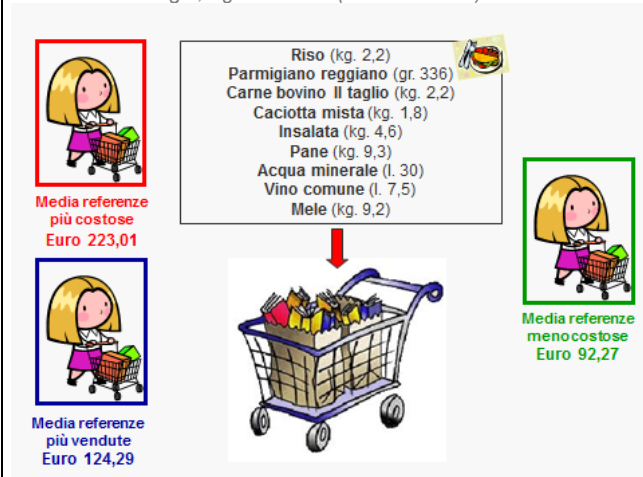 Riso (kg. 2,2)
Parmigiano reggiano (gr. 336)
Carne bovino II taglio (kg. 2,2)
Caciotta mista (kg. 1,8)
Insalata (kg. 4,6)
Pane (kg. 9,3)
Acqua minerale (l. 30)
Vino comune (l. 7,5)
Mele (kg. 9,2)
Media referenze
più costose
Euro 223,01
Media referenze
meno costose
Euro 92,27
Media referenze
più vendute
Euro 124,29